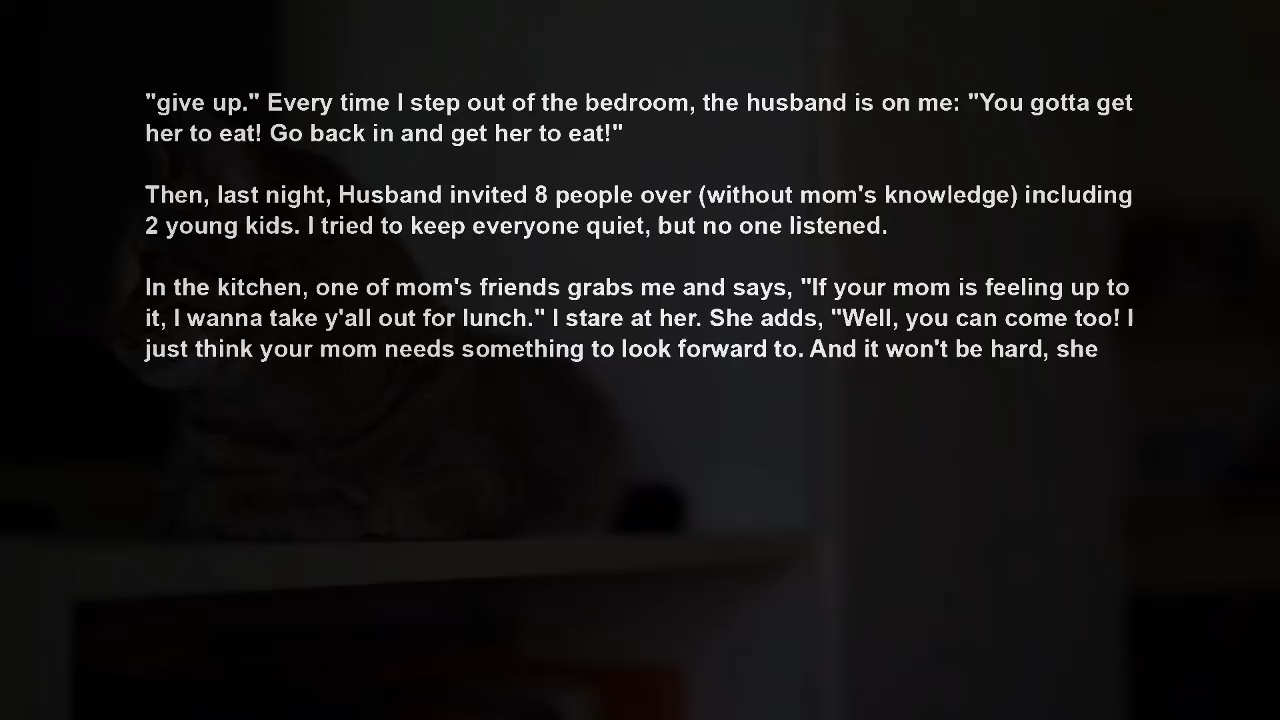 "give up." Every time I step out of the bedroom, the husband is on me: "You gotta get
her to eat! Go back in and get her to eat!"
Then, last night, Husband invited 8 people over (without mom's knowledge) including
2 young kids. I tried to keep everyone quiet, but no one listened.
In the kitchen, one of mom's friends grabs me and says, "If your mom is feeling up to
it, I wanna take y'all out for lunch." I stare at her. She adds, "Well, you can come too! I
just think your mom needs something to look forward to. And it won't be hard, she